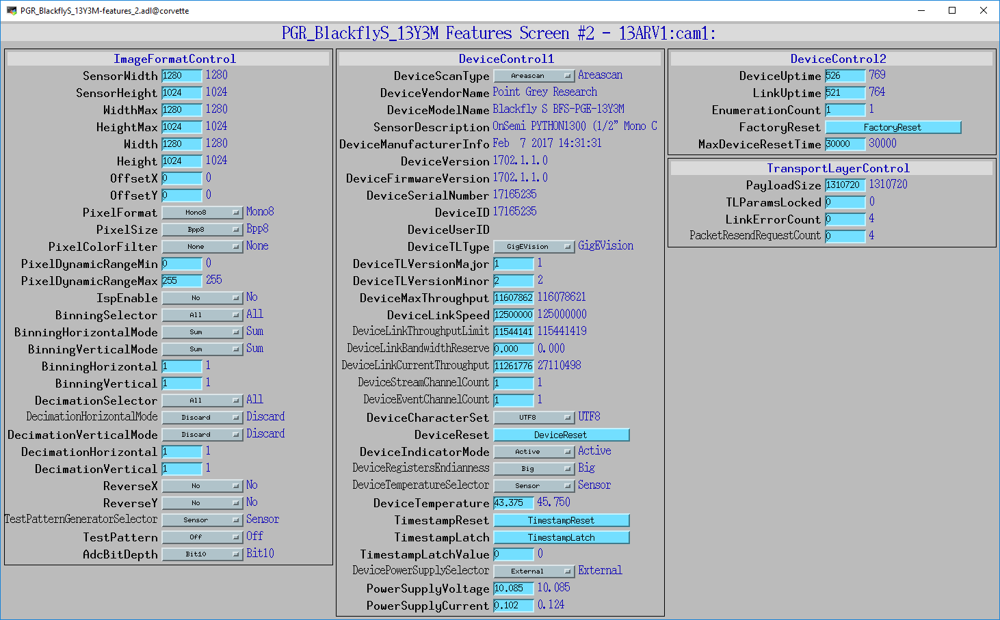 PGR_BlackflyS_13Y3M-features_2.adl@corvette
PGR_BlackflyS_13Y3M Features Screen #2 - 13ARV1:cam1:
ImageFormatControl
SensorWidth 1280 1280
SensorHeight 1024 1024
WidthMax 1280 1280
HeightMax 1024 1024
Width 1280 1280
Height 1024 1024
OffsetX 0 0
OffsetY 0 0
PixelFormat Mono8 Mono8
PixelSize Bpp8 Bpp8
PixelColorFilter None None
PixelDynamicRangeMin 0 0
PixelDynamicRangeMax 255 255
IspEnable No No
BinningSelector All All
BinningHorizontalMode Sum Sum
BinningVerticalMode Sum Sum
BinningHorizontal 1 1
BinningVertical 1 1
DecimationSelector All All
DecimationHorizontalMode Discard Discard
DecimationVerticalMode Discard Discard
DecimationHorizontal 1 1
DecimationVertical 1 1
ReverseX No No
ReverseY No No
TestPatternGeneratorSelector Sensor Sensor
TestPattern Off Off
AdcBitDepth Bit10 Bit10
DeviceControl1
DeviceScanType Areascan Areascan
DeviceVendorName Point Grey Research
DeviceModelName Blackfly S BFS-PGE-13Y3M
SensorDescription OnSemi PYTHON1300 (1/2" Mono C
DeviceManufacturerInfo Feb  7 2017 14:31:31
DeviceVersion 1702.1.1.0
DeviceFirmwareVersion 1702.1.1.0
DeviceSerialNumber 17165235
DeviceID 17165235
DeviceUserID
DeviceTLType GigEVision GigEVision
DeviceTLVersionMajor 1 1
DeviceTLVersionMinor 2 2
DeviceMaxThroughput 11607862 116078621
DeviceLinkSpeed 12500000 125000000
DeviceLinkThroughputLimit 11544141 115441419
DeviceLinkBandwidthReserve 0.000 0.000
DeviceLinkCurrentThroughput 11261776 27110498
DeviceStreamChannelCount 1 1
DeviceEventChannelCount 1 1
DeviceCharacterSet UTF8 UTF8
DeviceReset DeviceReset
DeviceIndicatorMode Active Active
DeviceRegistersEndianness Big Big
DeviceTemperatureSelector Sensor Sensor
DeviceTemperature 43.375 45.750
TimestampReset TimestampReset
TimestampLatch TimestampLatch
TimestampLatchValue 0 0
DevicePowerSupplySelector External External
PowerSupplyVoltage 10.085 10.085
PowerSupplyCurrent 0.102 0.124
DeviceControl2
DeviceUptime 526 769
LinkUptime 521 764
EnumerationCount 1 1
FactoryReset FactoryReset
MaxDeviceResetTime 30000 30000
TransportLayerControl
PayloadSize 1310720 1310720
TLParamsLocked 0 0
LinkErrorCount 0 4
PacketResendRequestCount 0 4